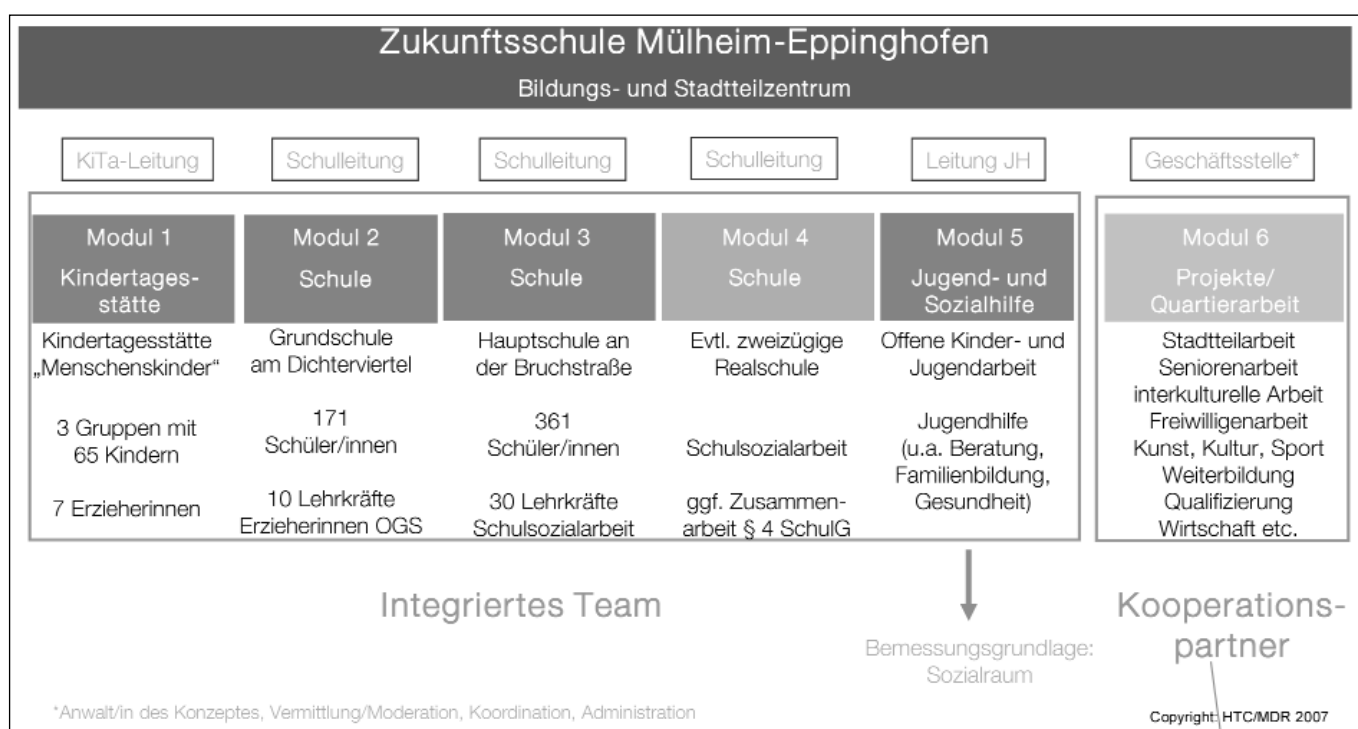 Zukunftsschule Mülheim-Eppinghofen
Bildungs- und Stadtteilzentrum
KiTa-Leitung
Schulleitung
Schulleitung
Schulleitung
Leitung JH
Geschäftsstelle*
Modul 1
Kindertages-
stätte
Kindertagesstätte
„Menschenskinder“
3 Gruppen mit
65 Kindern
7 Erzieherinnen
Modul 2
Schule
Grundschule
am Dichterviertel
171
Schüler/innen
10 Lehrkräfte
Erzieherinnen OGS
Modul 3
Schule
Hauptschule an
der Bruchstraße
361
Schüler/innen
30 Lehrkräfte
Schulsozialarbeit
Modul 4
Schule
Evtl. zweizügige
Realschule
Schulsozialarbeit
ggf. Zusammen-
arbeit § 4 SchulG
Modul 5
Jugend- und
Sozialhilfe
Offene Kinder- und
Jugendarbeit
Jugendhilfe
(u.a. Beratung,
Familienbildung,
Gesundheit)
Modul 6
Projekte/
Quartierarbeit
Stadtteilarbeit
Seniorenarbeit
interkulturelle Arbeit
Freiwilligenarbeit
Kunst, Kultur, Sport
Weiterbildung
Qualifizierung
Wirtschaft etc.
Integriertes Team
Bemessungsgrundlage:
Sozialraum
Kooperations-
partner
*Anwalt/in des Konzeptes, Vermittlung/Moderation, Koordination, Administration
Copyright: HTC/MDR 2007